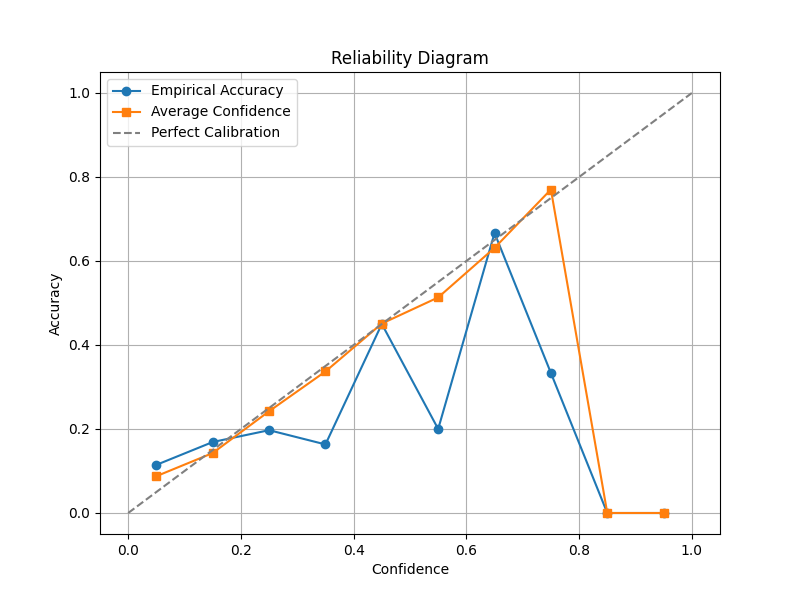 Reliability Diagram
Empirical Accuracy
Average Confidence
Perfect Calibration
1.0
0.8
0.6
0.4
0.2
0.0
Accuracy
0.0 0.2 0.4 0.6 0.8 1.0
Confidence